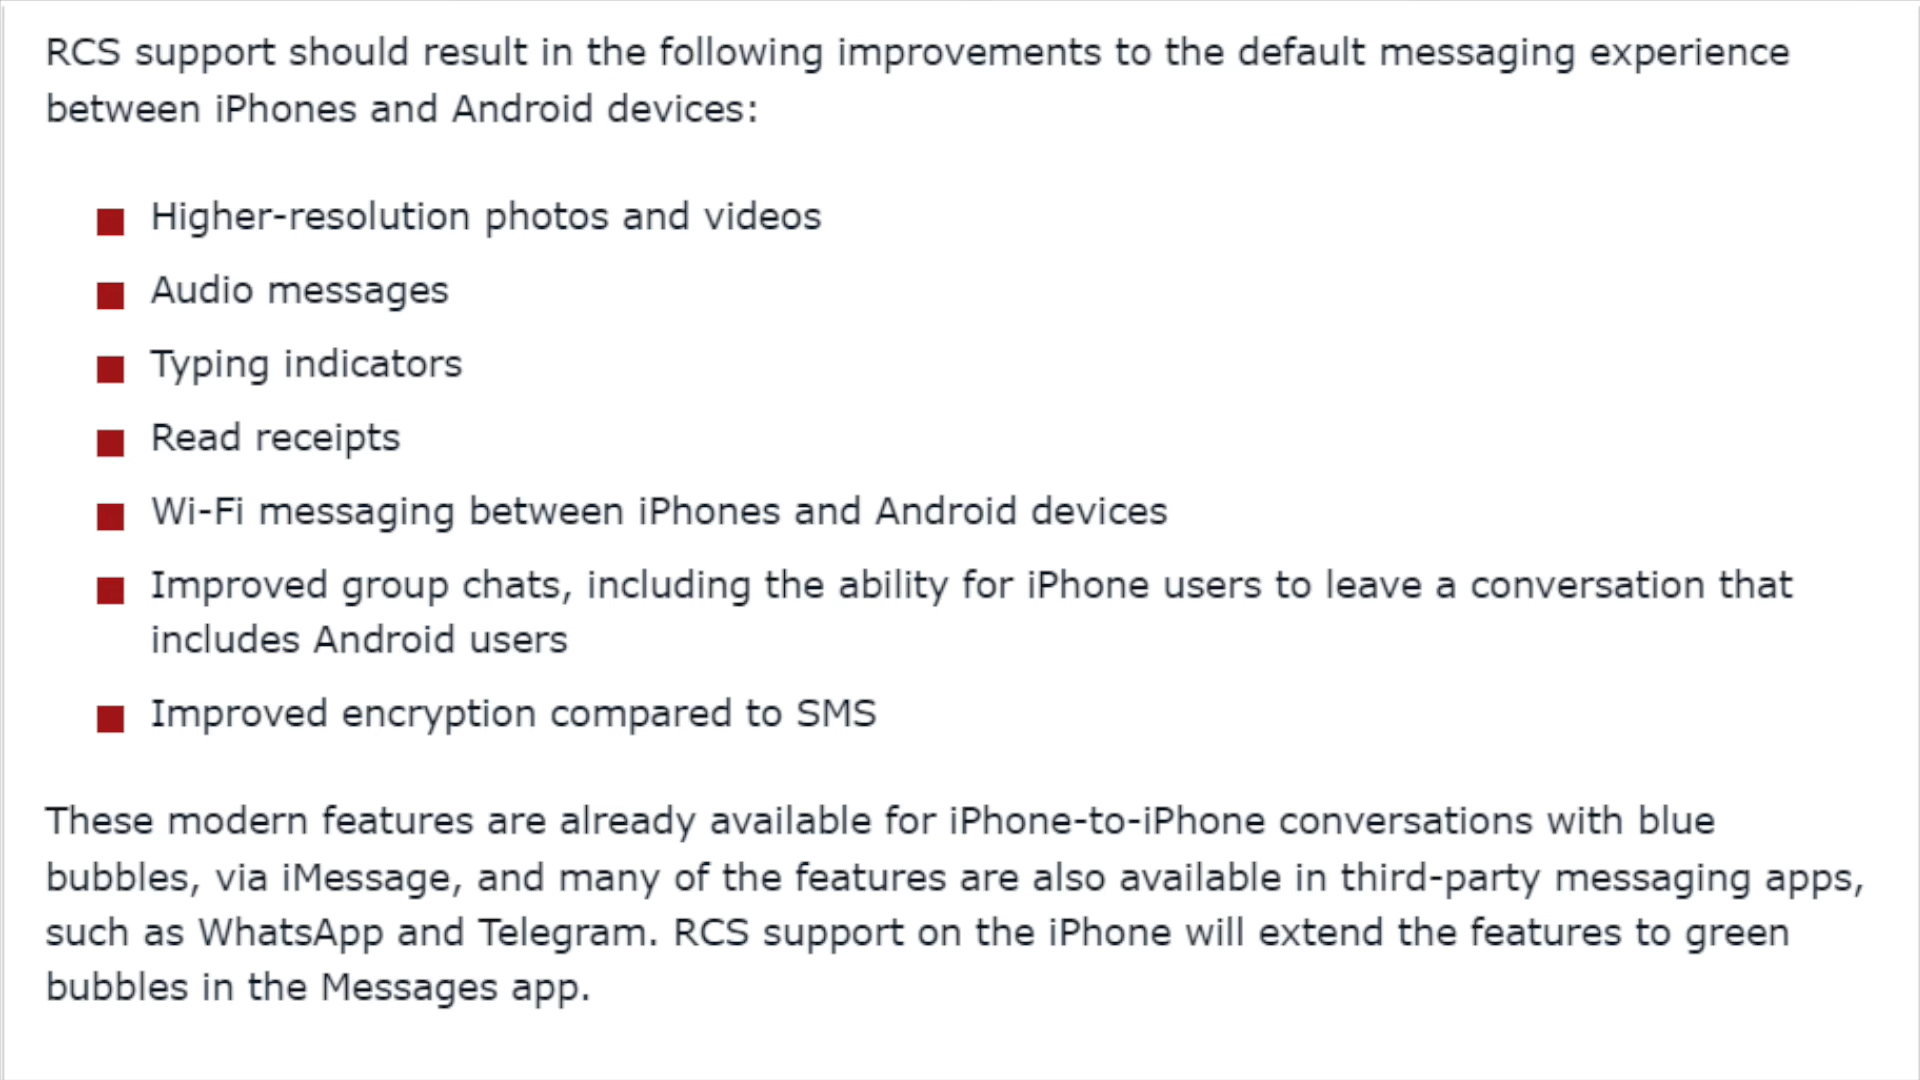 RCS support should result in the following improvements to the default messaging experience
between iPhones and Android devices:
Higher-resolution photos and videos
Audio messages
Typing indicators
Read receipts
Wi-Fi messaging between iPhones and Android devices
Improved group chats, including the ability for iPhone users to leave a conversation that
includes Android users
Improved encryption compared to SMS
These modern features are already available for iPhone-to-iPhone conversations with blue
bubbles, via iMessage, and many of the features are also available in third-party messaging apps,
such as WhatsApp and Telegram. RCS support on the iPhone will extend the features to green
bubbles in the Messages app.